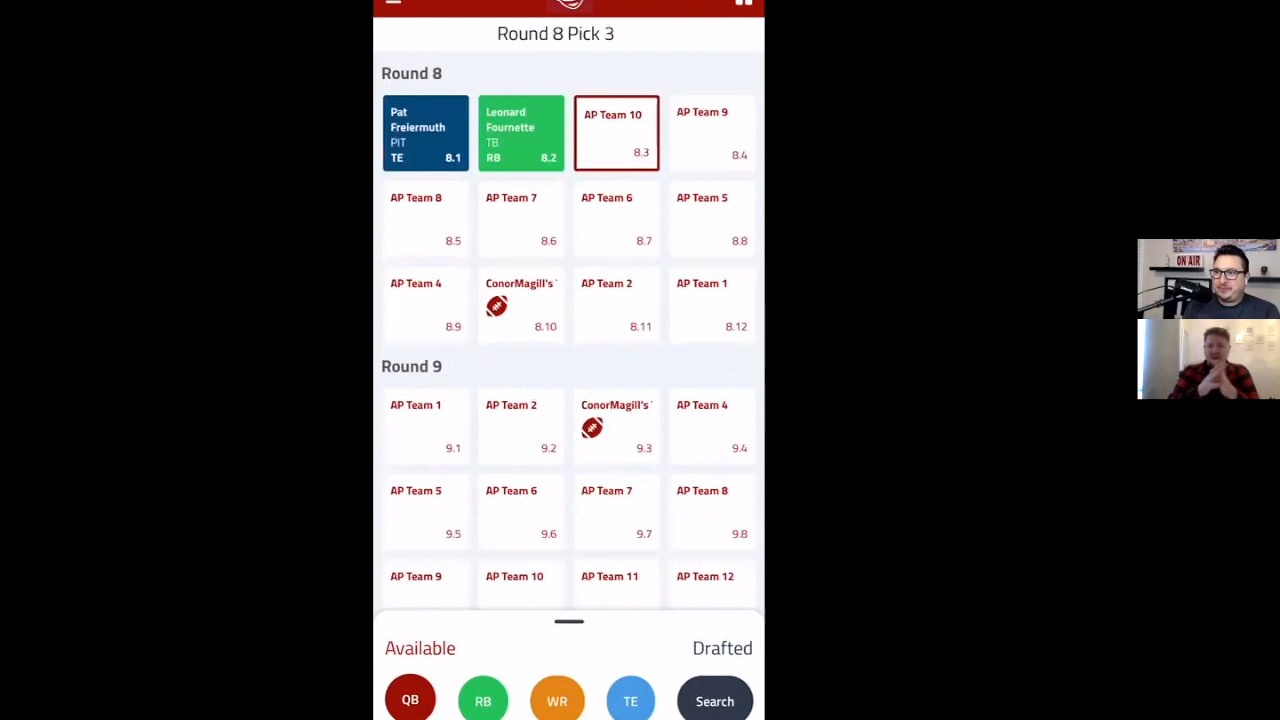 Round 8 Pick 3
Round 8
Pat
Freiermuth
PIT
TE 8.1
Leonard
Fournette
TB
RB 8.2
AP Team 10
8.3
AP Team 9
8.4
AP Team 8
8.5
AP Team 7
8.6
AP Team 6
8.7
AP Team 5
8.8
AP Team 4
8.9
ConorMagill's
8.10
AP Team 2
8.11
AP Team 1
8.12
Round 9
AP Team 1
9.1
AP Team 2
9.2
ConorMagill's
9.3
AP Team 4
9.4
AP Team 5
9.5
AP Team 6
9.6
AP Team 7
9.7
AP Team 8
9.8
AP Team 9
AP Team 10
AP Team 11
AP Team 12
Available
Drafted
QB
RB
WR
TE
Search
ON AIR